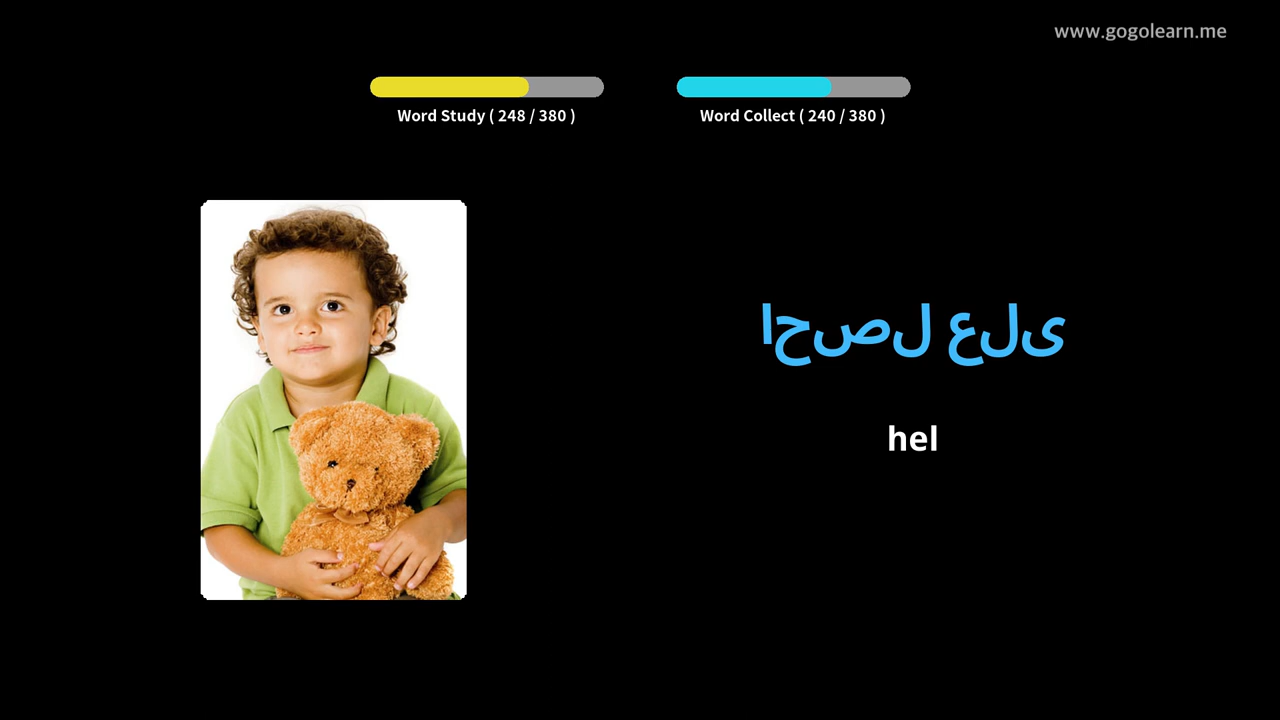 www.gogolearn.me
Word Study ( 248 / 380 )
Word Collect ( 240 / 380 )
احصل على
hel